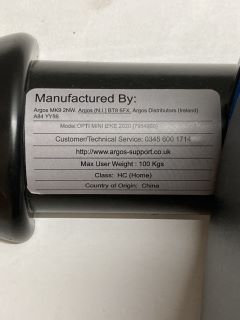 Manufactured By:
Argos MK9 2NW, Argos (N.I.) BT8 6FX, Argos Distributors (Ireland)
A84 YY98
Model: OPTI MINI BIKE 2020
Customer/Technical Service: 0345 600 1714
http://www.argos-support.co.uk
Max User Weight : 100 Kgs
Class: HC (Home)
Country of Origin: China